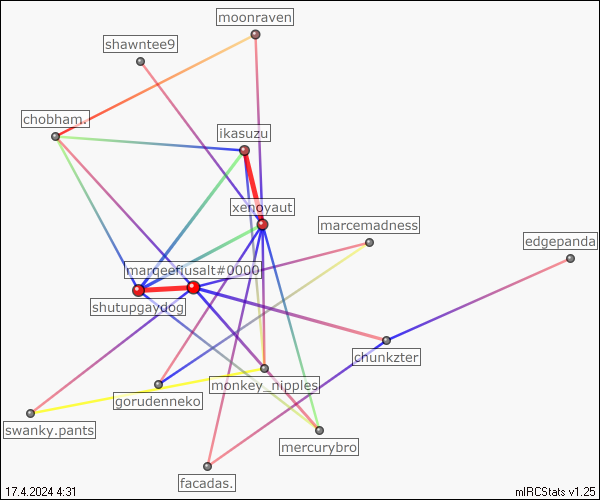 moonraven
shawntee9
chobham.
ikasuzu
xenoyaut
marcemadness
edgepanda
marqeefiusalt#0000
shutupgaydog
chunkzter
monkey_nipples
gorudenneko
swanky.pants
mercurybro
facadas.
17.4.2024 4:31
mIRCStats v1.25